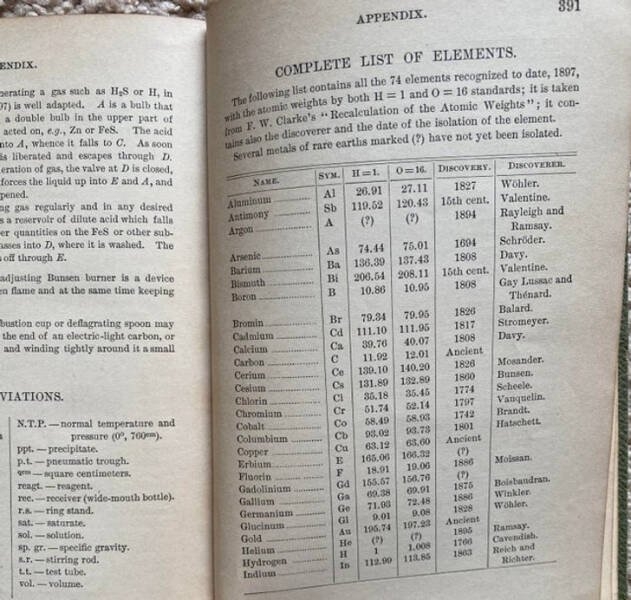 ENDIX.
nerating a gas such as H₂S or H, in
07) is well adapted. A is a bulb that
a double bulb in the upper part of
acted on, e.g., Zn or FeS. The acid
nto A, whence it falls to C. As soon
is liberated and escapes through D.
eration of gas, the valve at D is closed,
forces the liquid up into E and A, and
pened.
ng gas regularly and in any desired
s a reservoir of dilute acid which falls
er quantities on the FeS or other sub-
asses into D, where it is washed. The
off through E.
adjusting Bunsen burner is a device
en flame and at the same time keeping
bustion cup or deflagrating spoon may
the end of an electric-light carbon, or
and winding tightly around it a small
VIATIONS.
N.T.P. — normal temperature and
pressure (0°, 760mm).
ppt. — precipitate.
p.t. — pneumatic trough.
qcm — square centimeters.
reagt. — reagent.
rec. — receiver (wide-mouth bottle).
r.s. — ring stand.
sat. — saturate.
sol. — solution.
sp. gr. — specific gravity.
s.r. — stirring rod.
t.t. — test tube.
vol. — volume.
APPENDIX. 391
COMPLETE LIST OF ELEMENTS.
The following list contains all the 74 elements recognized to date, 1897,
with the atomic weights by both H = 1 and O = 16 standards; it is taken
from F. W. Clarke's "Recalculation of the Atomic Weights"; it con-
tains also the discoverer and the date of the isolation of the element.
Several metals of rare earths marked (?) have not yet been isolated.
NAME. SYM. H = 1. O = 16. DISCOVERY. DISCOVERER.
Aluminum Al 26.91 27.11 1827 Wöhler.
Antimony Sb 119.52 120.43 15th cent. Valentine.
Argon A (?) (?) 1894 Rayleigh and
Ramsay.
Arsenic As 74.44 75.01 1694 Schröder.
Barium Ba 136.39 137.43 1808 Davy.
Bismuth Bi 206.54 208.11 15th cent. Valentine.
Boron B 10.86 10.95 1808 Gay Lussac and
Thénard.
Bromin Br 79.34 79.95 1826 Balard.
Cadmium Cd 111.10 111.95 1817 Stromeyer.
Calcium Ca 39.76 40.07 1808 Davy.
Carbon C 11.92 12.01 Ancient
Cerium Ce 139.10 140.20 1826 Mosander.
Cesium Cs 131.89 132.89 1860 Bunsen.
Chlorin Cl 35.18 35.45 1774 Scheele.
Chromium Cr 51.74 52.14 1797 Vauquelin.
Cobalt Co 58.49 58.93 1742 Brandt.
Columbium Cb 93.02 93.73 1801 Hatschett.
Copper Cu 63.12 63.60 Ancient
Erbium E 165.06 166.32 (?)
Fluorin F 18.91 19.06 1886 Moissan.
Gadolinium Gd 155.57 156.76 (?)
Gallium Ga 69.38 69.91 1875 Boisbaudran.
Germanium Ge 71.93 72.48 1886 Winkler.
Glucinum Gl 9.01 9.08 1828 Wöhler.
Gold Au 195.74 197.23 Ancient
Helium He (?) (?) 1895 Ramsay.
Hydrogen H 1 1.008 1766 Cavendish.
Indium In 112.99 113.85 1863 Reich and
Richter.